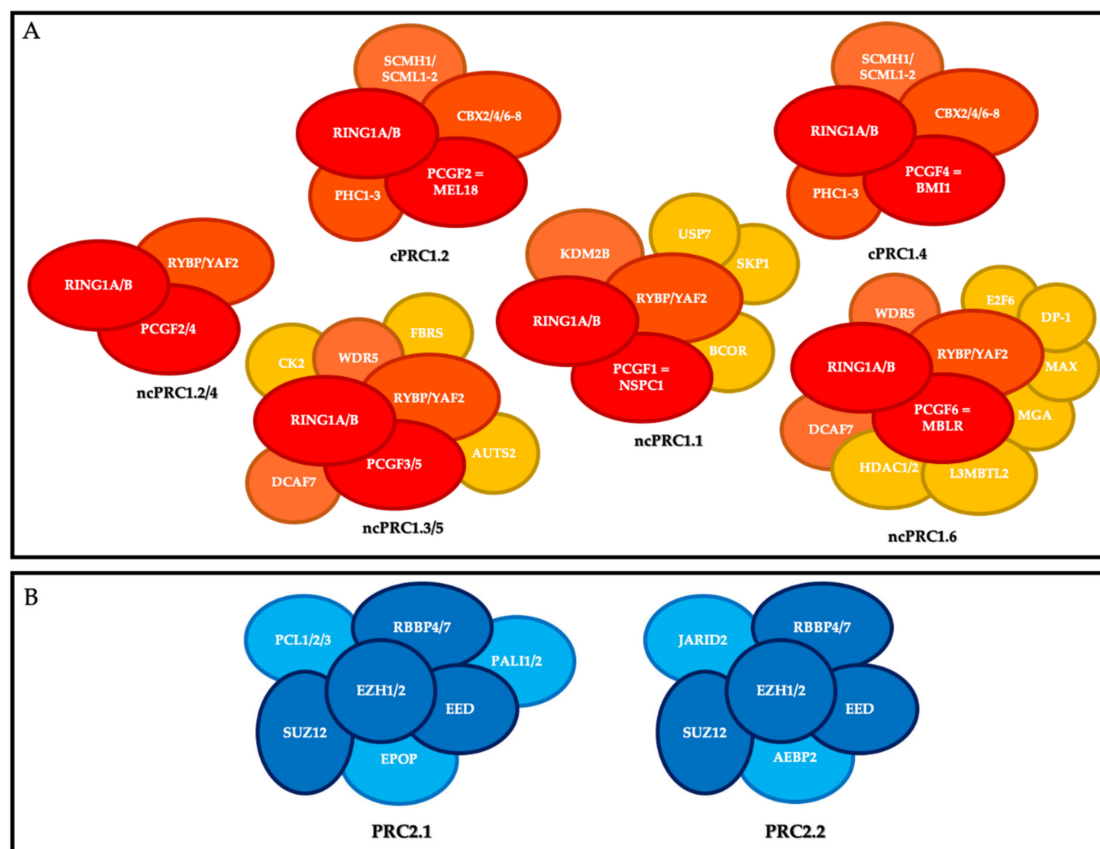 A
SCMH1/
SCML1-2
CBX2/4/6-8
RING1A/B
PCGF2 =
MEL18
PHC1-3
cPRC1.2
SCMH1/
SCML1-2
CBX2/4/6-8
RING1A/B
PCGF4 =
BMI1
PHC1-3
cPRC1.4
RYBP/YAF2
RING1A/B
PCGF2/4
ncPRC1.2/4
FBRS
WDR5
CK2
RYBP/YAF2
RING1A/B
AUTS2
PCGF3/5
DCAF7
ncPRC1.3/5
USP7
KDM2B
SKP1
RYBP/YAF2
RING1A/B
BCOR
PCGF1 =
NSPC1
ncPRC1.1
E2F6
WDR5
DP-1
RYBP/YAF2
RING1A/B
MAX
PCGF6 =
MBLR
MGA
DCAF7
HDAC1/2
L3MBTL2
ncPRC1.6
B
RBBP4/7
PCL1/2/3
PALI1/2
EZH1/2
EED
SUZ12
EPOP
PRC2.1
RBBP4/7
JARID2
EZH1/2
EED
SUZ12
AEBP2
PRC2.2